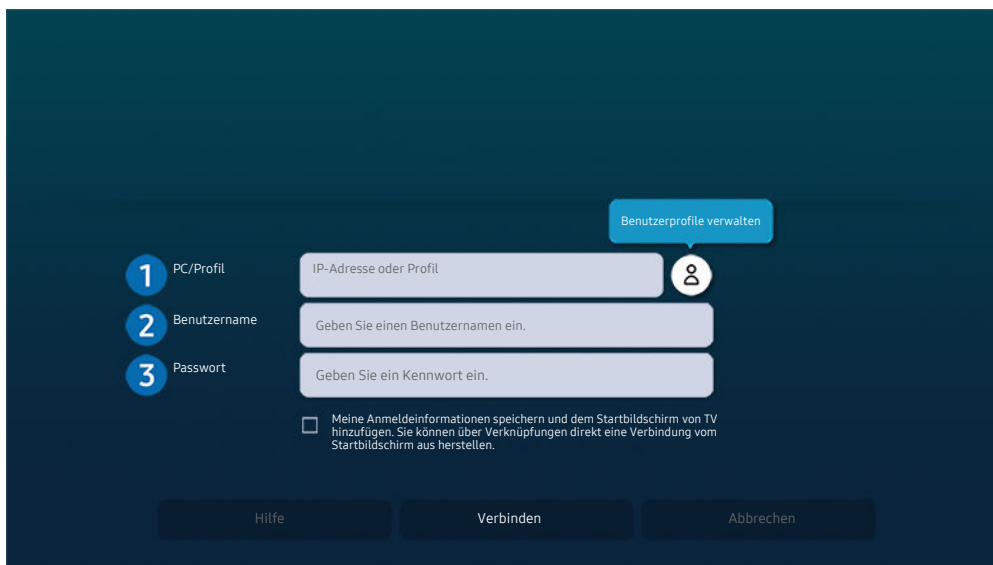 Benutzerprofile verwalten
1 PC/Profil IP-Adresse oder Profil
2 Benutzername Geben Sie einen Benutzernamen ein.
3 Passwort Geben Sie ein Kennwort ein.
Meine Anmeldeinformationen speichern und dem Startbildschirm von TV
hinzufügen. Sie können über Verknüpfungen direkt eine Verbindung vom
Startbildschirm aus herstellen.
Hilfe Verbinden Abbrechen